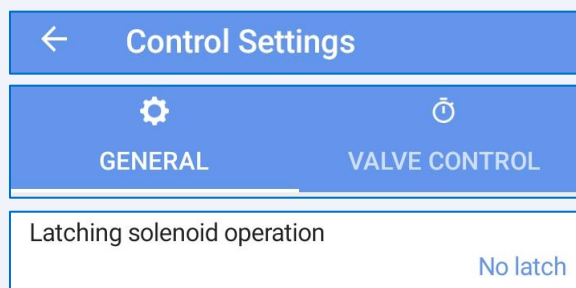 Control Settings
GENERAL
VALVE CONTROL
Latching solenoid operation
No latch